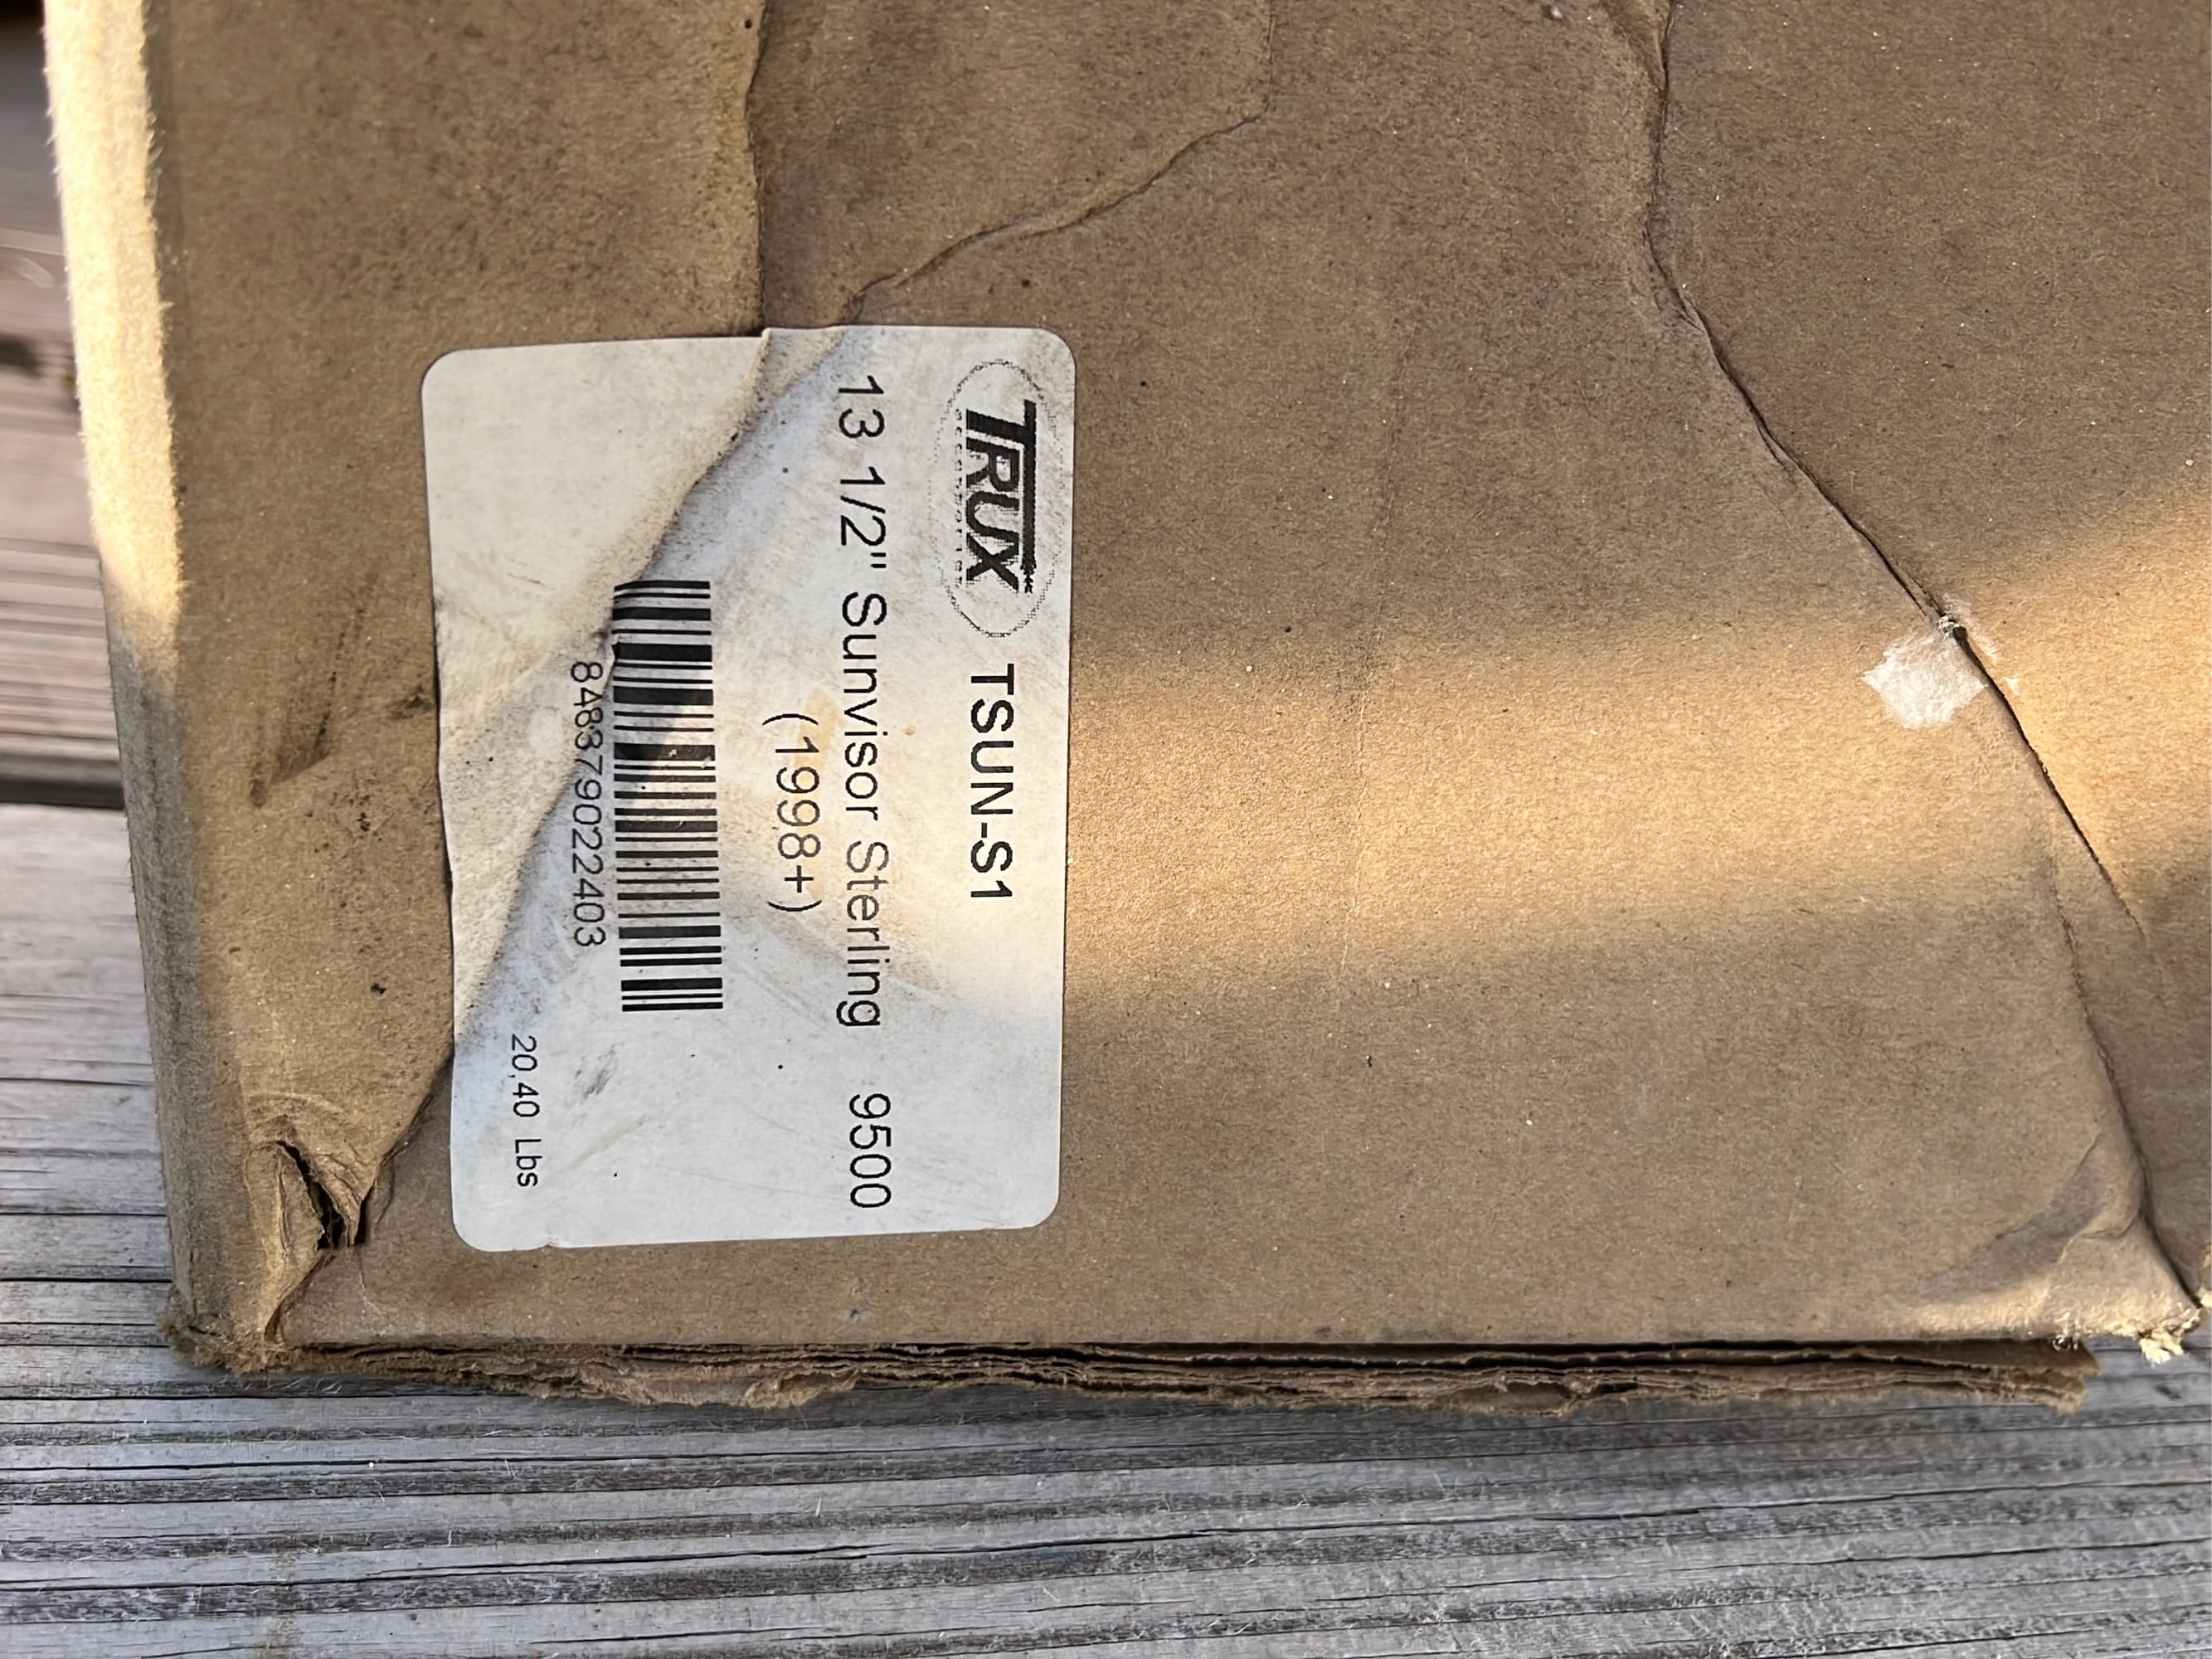 TRUX TSUN-S1
13 1/2" Sunvisor Sterling 9500
(1998+)
848379022403
20,40 Lbs